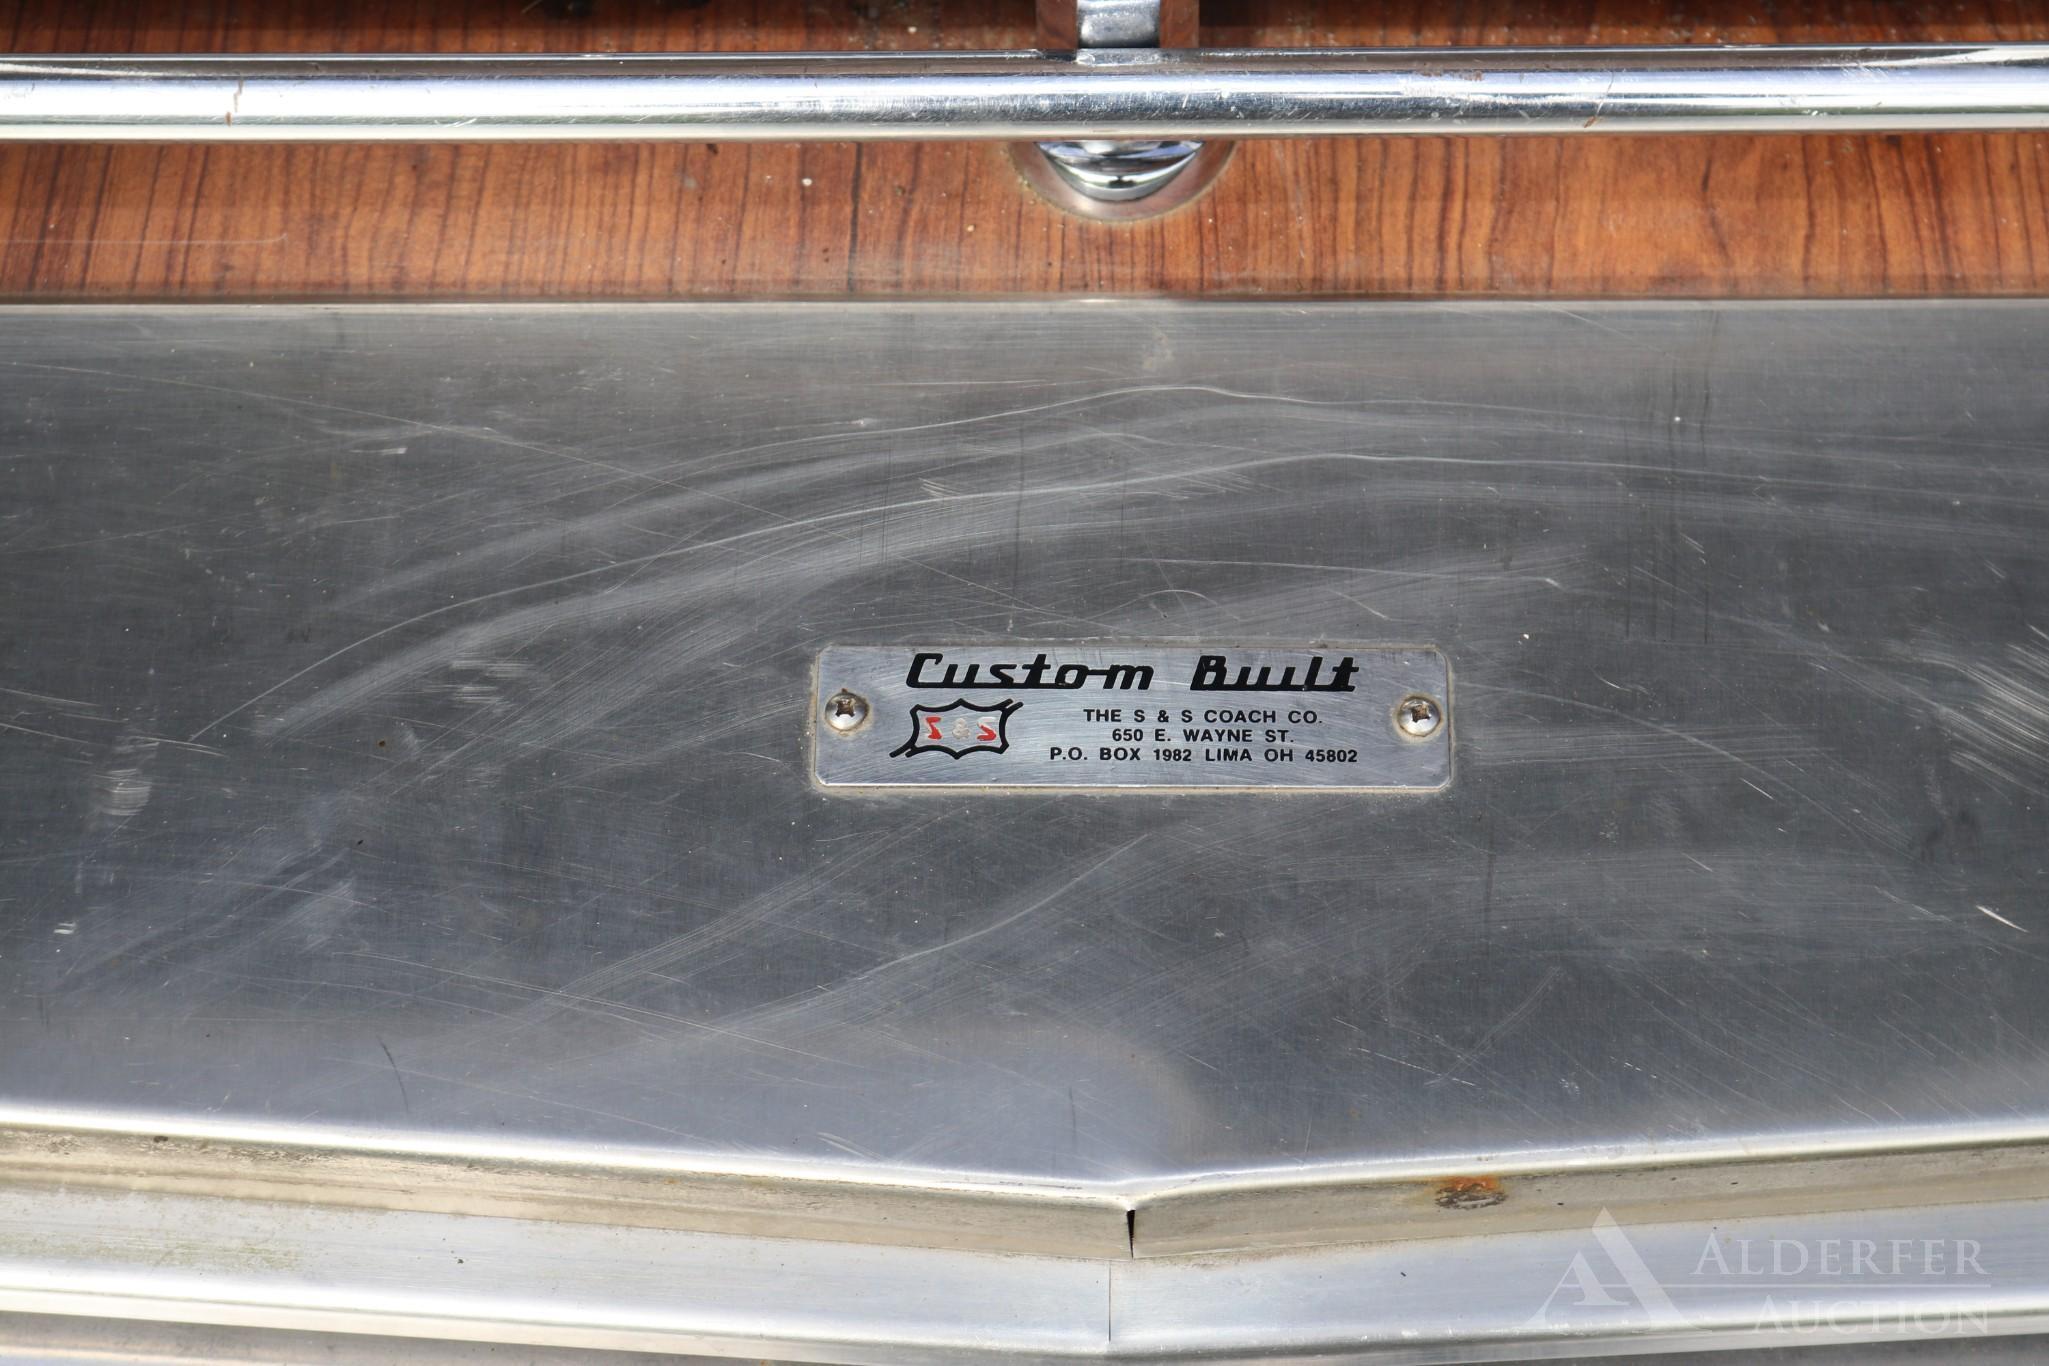 Custom Built
S & S
THE S & S COACH CO.
650 E. WAYNE ST.
P.O. BOX 1982 LIMA OH 45802
ALDERFER
AUCTION